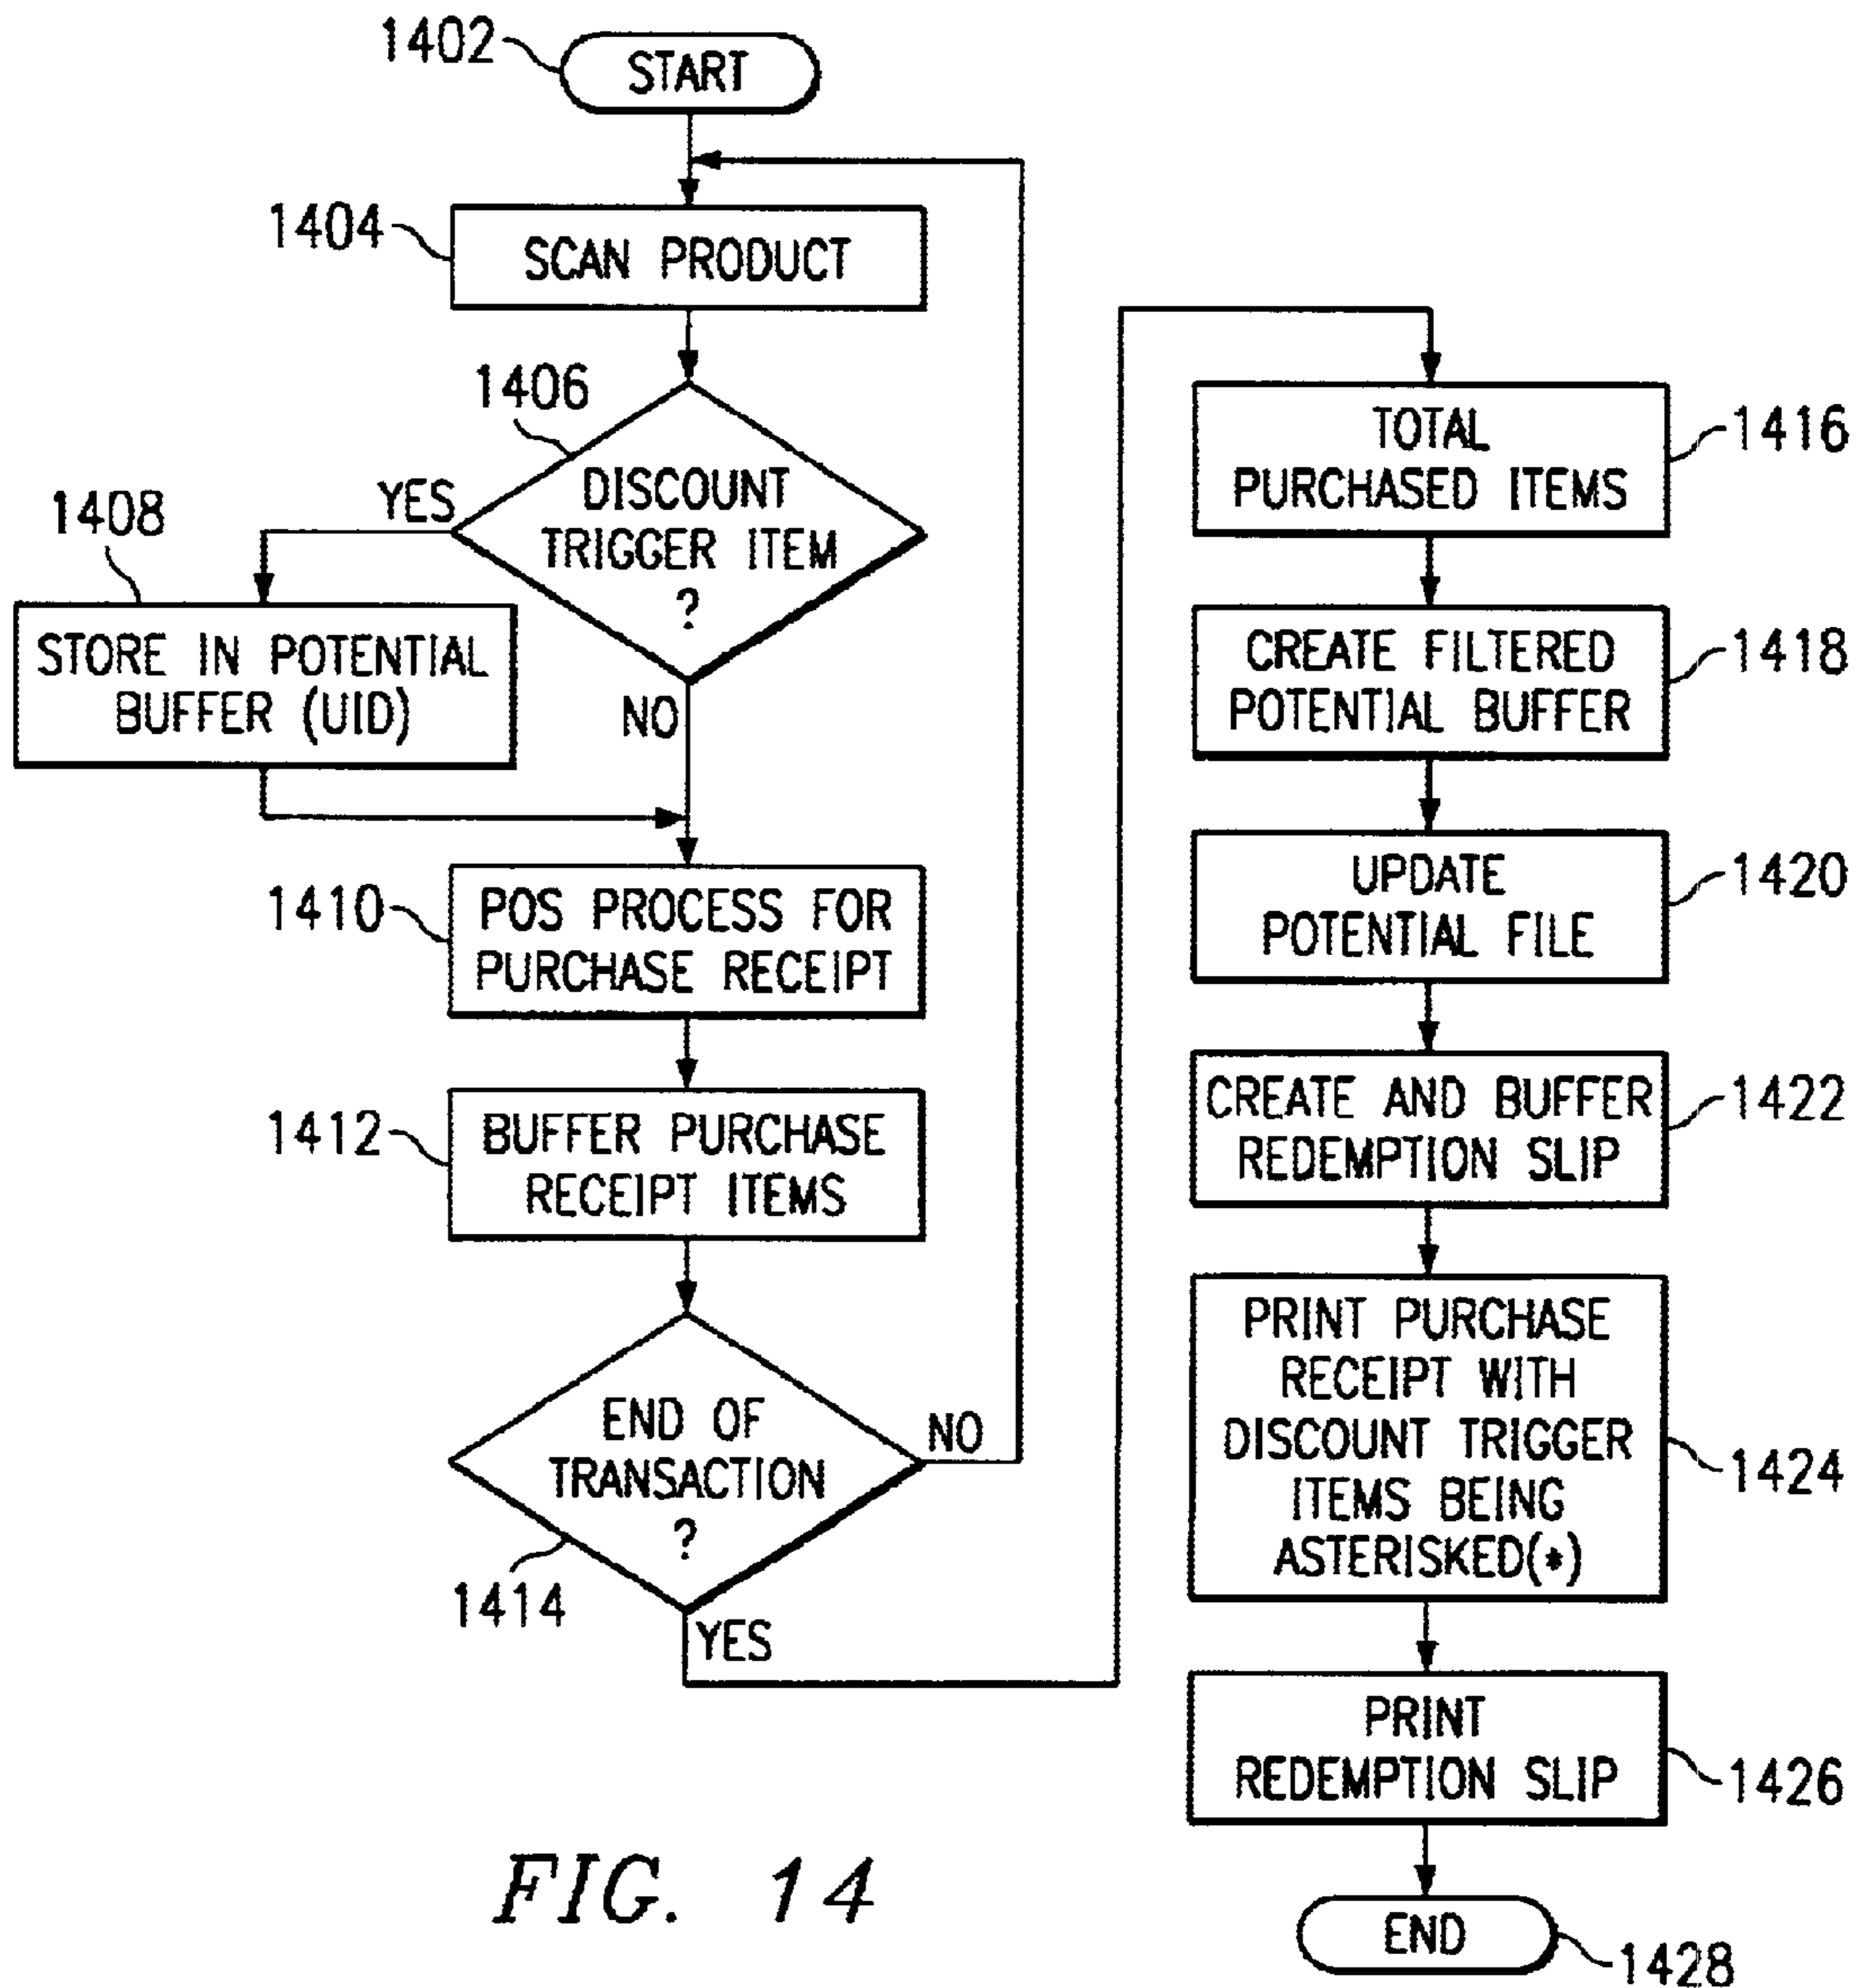 1402
START
1404
SCAN PRODUCT
1406
DISCOUNT
TRIGGER ITEM
?
YES
NO
1408
STORE IN POTENTIAL
BUFFER (UID)
1410
POS PROCESS FOR
PURCHASE RECEIPT
1412
BUFFER PURCHASE
RECEIPT ITEMS
END OF
TRANSACTION
?
NO
1414
YES
TOTAL
PURCHASED ITEMS
1416
CREATE FILTERED
POTENTIAL BUFFER
1418
UPDATE
POTENTIAL FILE
1420
CREATE AND BUFFER
REDEMPTION SLIP
1422
PRINT PURCHASE
RECEIPT WITH
DISCOUNT TRIGGER
ITEMS BEING
ASTERISKED(*)
1424
PRINT
REDEMPTION SLIP
1426
END
1428
FIG. 14